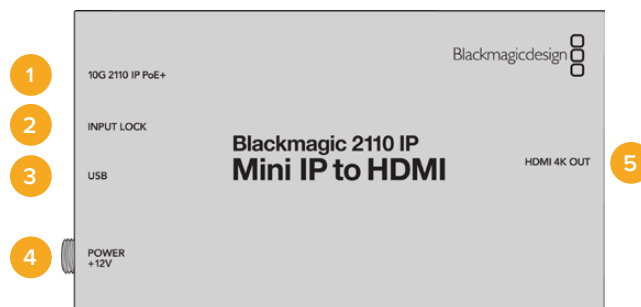 1
10G 2110 IP PoE+
Blackmagicdesign
2
INPUT LOCK
Blackmagic 2110 IP
Mini IP to HDMI
3
USB
HDMI 4K OUT
5
4
POWER
+12V